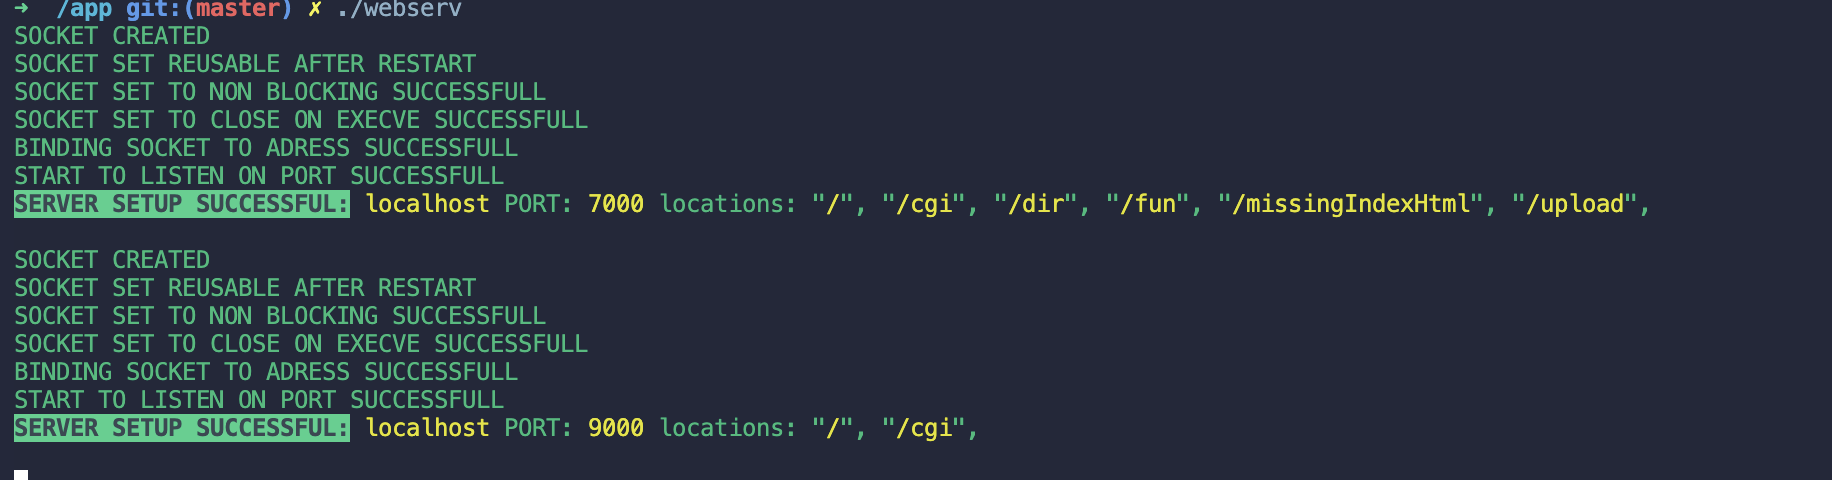 ➜  /app git:(master) ✗ ./webserv
SOCKET CREATED
SOCKET SET REUSABLE AFTER RESTART
SOCKET SET TO NON BLOCKING SUCCESSFULL
SOCKET SET TO CLOSE ON EXECVE SUCCESSFULL
BINDING SOCKET TO ADRESS SUCCESSFULL
START TO LISTEN ON PORT SUCCESSFULL
SERVER SETUP SUCCESSFUL: localhost PORT: 7000 locations: "/", "/cgi", "/dir", "/fun", "/missingIndexHtml", "/upload",
SOCKET CREATED
SOCKET SET REUSABLE AFTER RESTART
SOCKET SET TO NON BLOCKING SUCCESSFULL
SOCKET SET TO CLOSE ON EXECVE SUCCESSFULL
BINDING SOCKET TO ADRESS SUCCESSFULL
START TO LISTEN ON PORT SUCCESSFULL
SERVER SETUP SUCCESSFUL: localhost PORT: 9000 locations: "/", "/cgi",